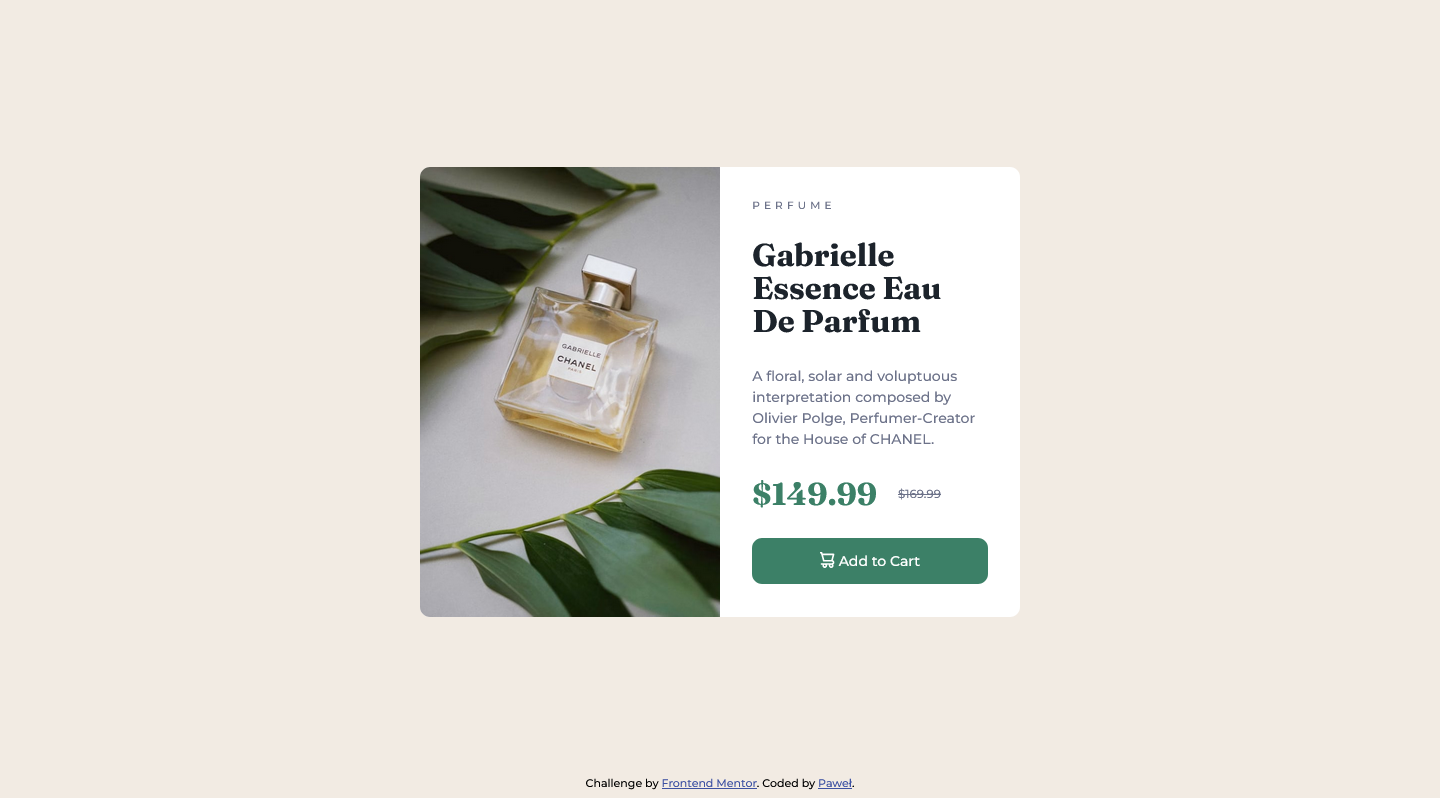 GABRIELLE
CHANEL
PARIS
PERFUME
Gabrielle
Essence Eau
De Parfum
A floral, solar and voluptuous
interpretation composed by
Olivier Polge, Perfumer-Creator
for the House of CHANEL.
$149.99 $169.99
Add to Cart
Challenge by Frontend Mentor. Coded by Paweł.